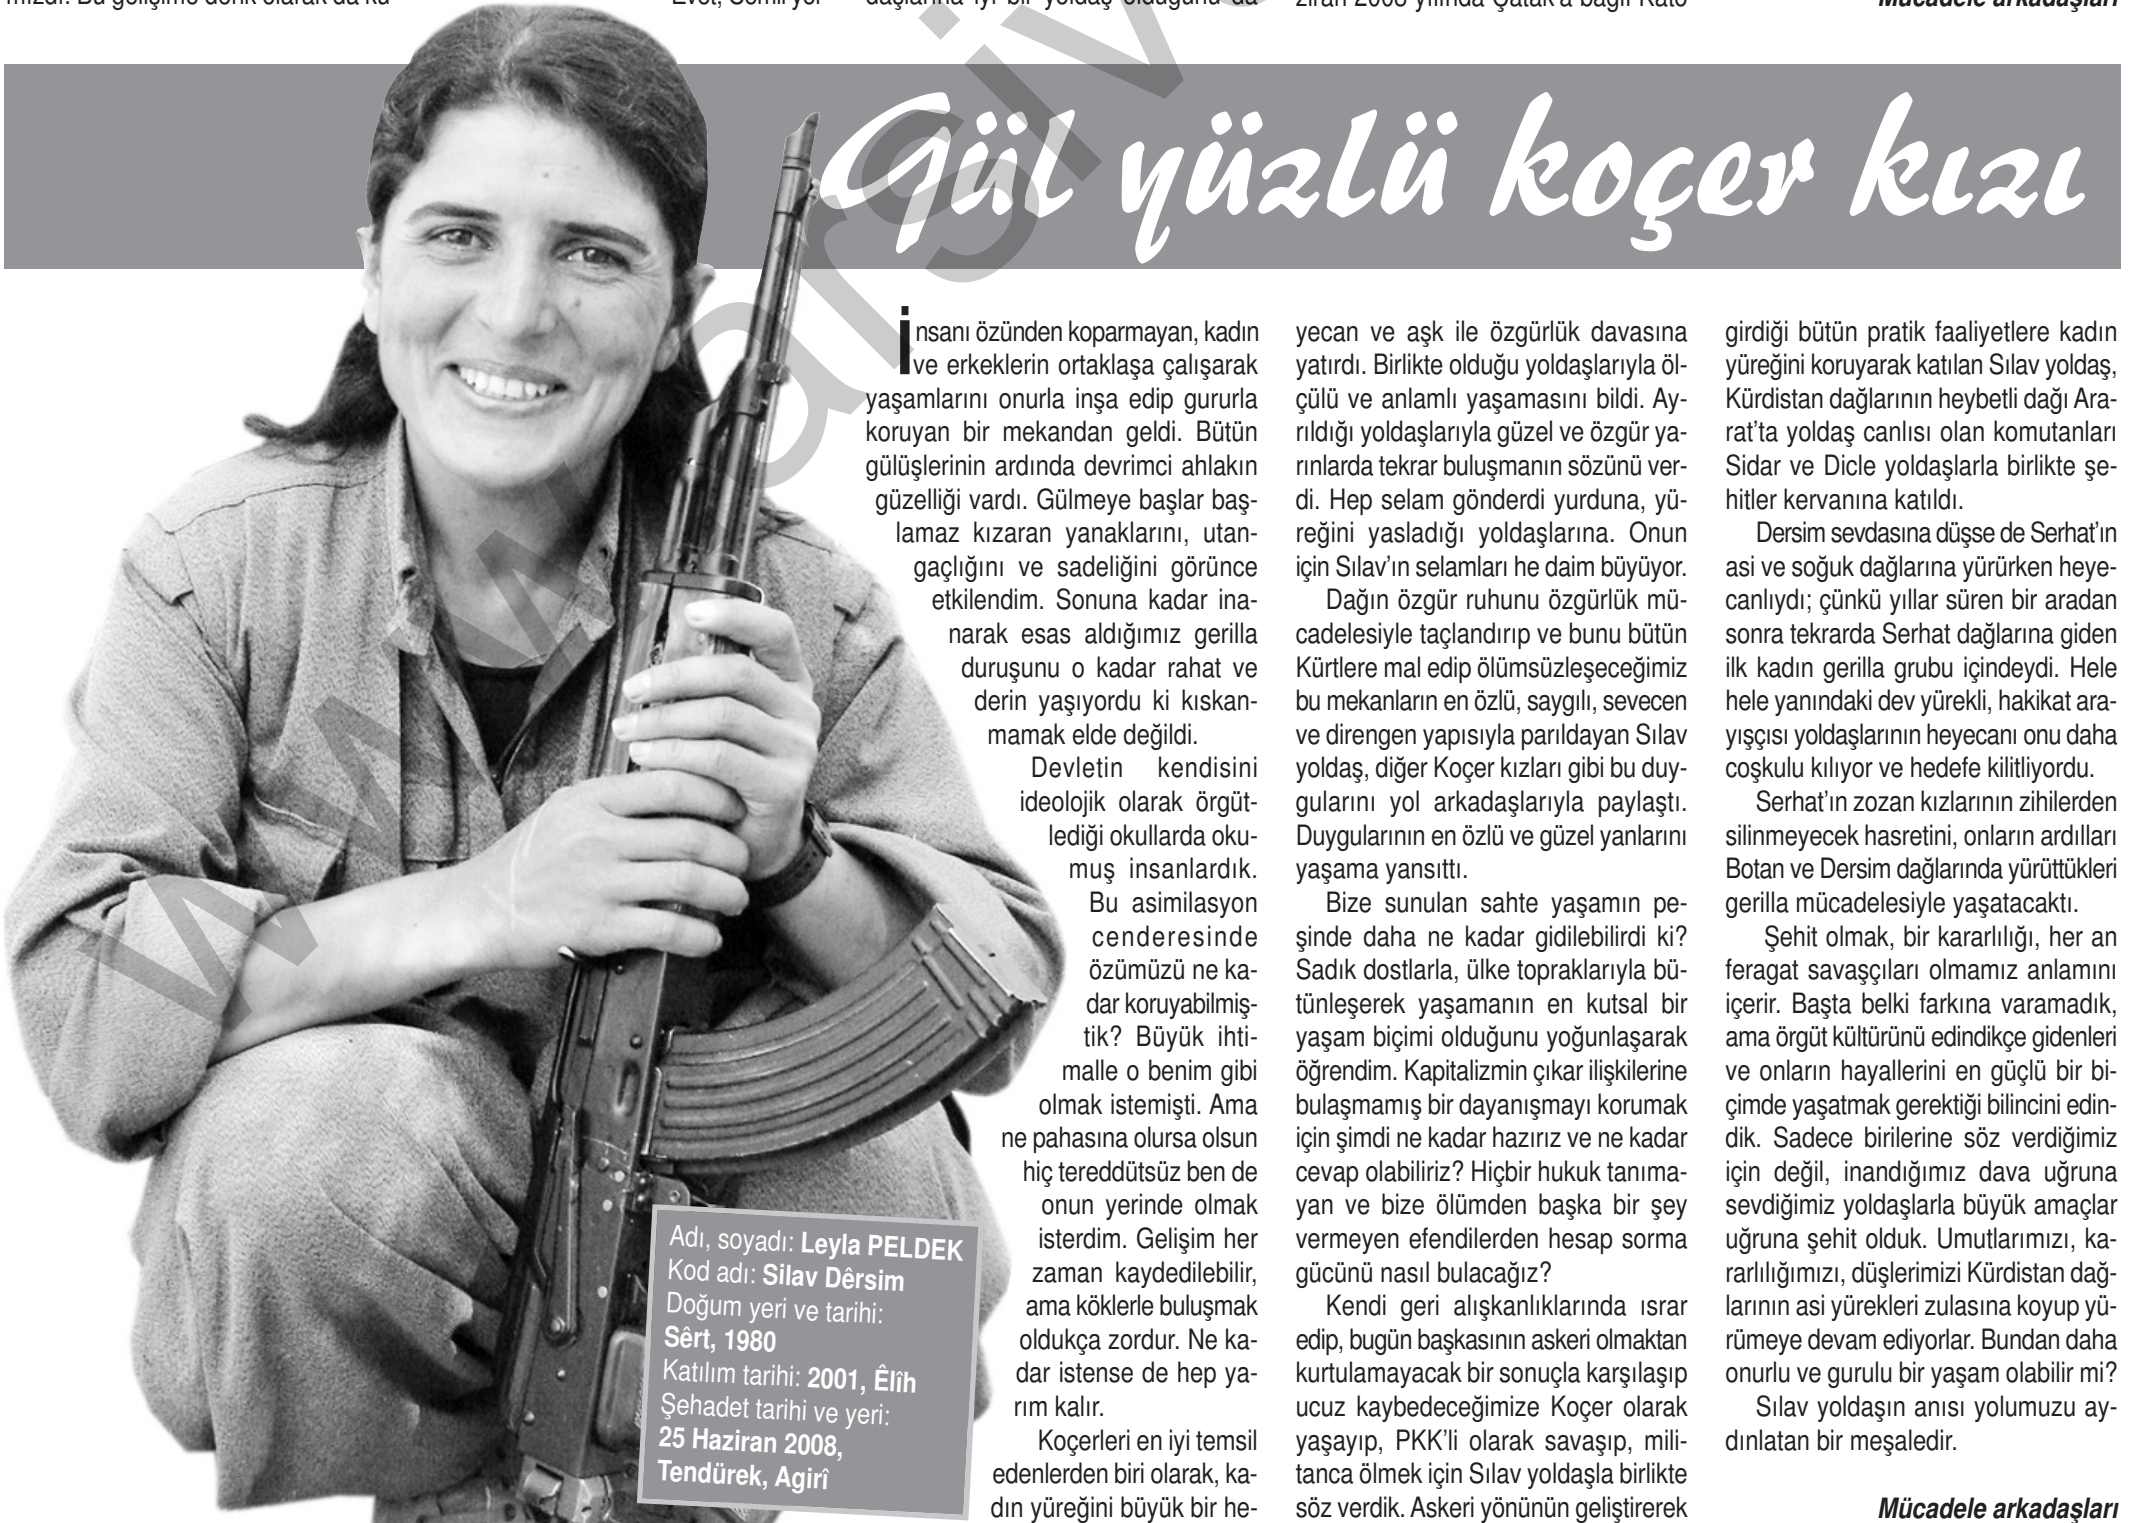 Evet, Cemil yol-
ziran 2008 yılında Çatak'a bağlı Kato
Mücadele arkadaşları
Gül yüzlü koçer kızı
İnsanı özünden koparmayan, kadın
ve erkeklerin ortaklaşa çalışarak
yaşamlarını onurla inşa edip gururla
koruyan bir mekandan geldi. Bütün
gülüşlerinin ardında devrimci ahlakın
güzelliği vardı. Gülmeye başlar baş-
lamaz kızaran yanaklarını, utan-
gaçlığını ve sadeliğini görünce
etkilendim. Sonuna kadar ina-
narak esas aldığımız gerilla
duruşunu o kadar rahat ve
derin yaşıyordu ki kıskan-
mamak elde değildi.
Devletin kendisini
ideolojik olarak örgüt-
lediği okullarda oku-
muş insanlardık.
Bu asimilasyon
cenderesinde
özümüzü ne ka-
dar koruyabilmiş-
tik? Büyük ihti-
malle o benim gibi
olmak istemişti. Ama
ne pahasına olursa olsun
hiç tereddütsüz ben de
onun yerinde olmak
isterdim. Gelişim her
zaman kaydedilebilir,
ama köklerle buluşmak
oldukça zordur. Ne ka-
dar istense de hep ya-
rım kalır.
Koçerleri en iyi temsil
edenlerden biri olarak, ka-
dın yüreğini büyük bir he-
yecan ve aşk ile özgürlük davasına
yatırdı. Birlikte olduğu yoldaşlarıyla öl-
çülü ve anlamlı yaşamasını bildi. Ay-
rıldığı yoldaşlarıyla güzel ve özgür ya-
rınlarda tekrar buluşmanın sözünü ver-
di. Hep selam gönderdi yurduna, yü-
reğini yasladığı yoldaşlarına. Onun
için Sılav'ın selamları he daim büyüyor.
Dağın özgür ruhunu özgürlük mü-
cadelesiyle taçlandırıp ve bunu bütün
Kürtlere mal edip ölümsüzleşeceğimiz
bu mekanların en özlü, saygılı, sevecen
ve direngen yapısıyla parıldayan Sılav
yoldaş, diğer Koçer kızları gibi bu duy-
gularını yol arkadaşlarıyla paylaştı.
Duygularının en özlü ve güzel yanlarını
yaşama yansıttı.
Bize sunulan sahte yaşamın pe-
şinde daha ne kadar gidilebilirdi ki?
Sadık dostlarla, ülke topraklarıyla bü-
tünleşerek yaşamanın en kutsal bir
yaşam biçimi olduğunu yoğunlaşarak
öğrendim. Kapitalizmin çıkar ilişkilerine
bulaşmamış bir dayanışmayı korumak
için şimdi ne kadar hazırız ve ne kadar
cevap olabiliriz? Hiçbir hukuk tanıma-
yan ve bize ölümden başka bir şey
vermeyen efendilerden hesap sorma
gücünü nasıl bulacağız?
Kendi geri alışkanlıklarında ısrar
edip, bugün başkasının askeri olmaktan
kurtulamayacak bir sonuçla karşılaşıp
ucuz kaybedeceğimize Koçer olarak
yaşayıp, PKK'li olarak savaşıp, mili-
tanca ölmek için Sılav yoldaşla birlikte
söz verdik. Askeri yönünün geliştirerek
girdiği bütün pratik faaliyetlere kadın
yüreğini koruyarak katılan Sılav yoldaş,
Kürdistan dağlarının heybetli dağı Ara-
rat'ta yoldaş canlısı olan komutanları
Sidar ve Dicle yoldaşlarla birlikte şe-
hitler kervanına katıldı.
Dersim sevdasına düşse de Serhat'ın
asi ve soğuk dağlarına yürürken heye-
canlıydı; çünkü yıllar süren bir aradan
sonra tekrarda Serhat dağlarına giden
ilk kadın gerilla grubu içindeydi. Hele
hele yanındaki dev yürekli, hakikat ara-
yışçısı yoldaşlarının heyecanı onu daha
coşkulu kılıyor ve hedefe kilitliyordu.
Serhat'ın zozan kızlarının zihilerden
silinmeyecek hasretini, onların ardılları
Botan ve Dersim dağlarında yürüttükleri
gerilla mücadelesiyle yaşatacaktı.
Şehit olmak, bir kararlılığı, her an
feragat savaşçıları olmamız anlamını
içerir. Başta belki farkına varamadık,
ama örgüt kültürünü edindikçe gidenleri
ve onların hayallerini en güçlü bir bi-
çimde yaşatmak gerektiği bilincini edin-
dik. Sadece birilerine söz verdiğimiz
için değil, inandığımız dava uğruna
sevdiğimiz yoldaşlarla büyük amaçlar
uğruna şehit olduk. Umutlarımızı, ka-
rarlılığımızı, düşlerimizi Kürdistan dağ-
larının asi yürekleri zulasına koyup yü-
rümeye devam ediyorlar. Bundan daha
onurlu ve gurulu bir yaşam olabilir mi?
Sılav yoldaşın anısı yolumuzu ay-
dınlatan bir meşaledir.
Mücadele arkadaşları
Adı, soyadı: Leyla PELDEK
Kod adı: Silav Dêrsim
Doğum yeri ve tarihi:
Sêrt, 1980
Katılım tarihi: 2001, Êlîh
Şehadet tarihi ve yeri:
25 Haziran 2008,
Tendürek, Agirî